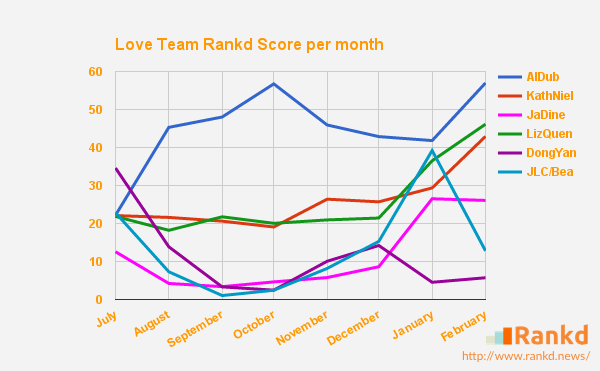 Love Team Rankd Score per month
60
50
40
30
20
10
0
July
August
September
October
November
December
January
February
AlDub
KathNiel
JaDine
LizQuen
DongYan
JLC/Bea
Rankd
http://www.rankd.news/